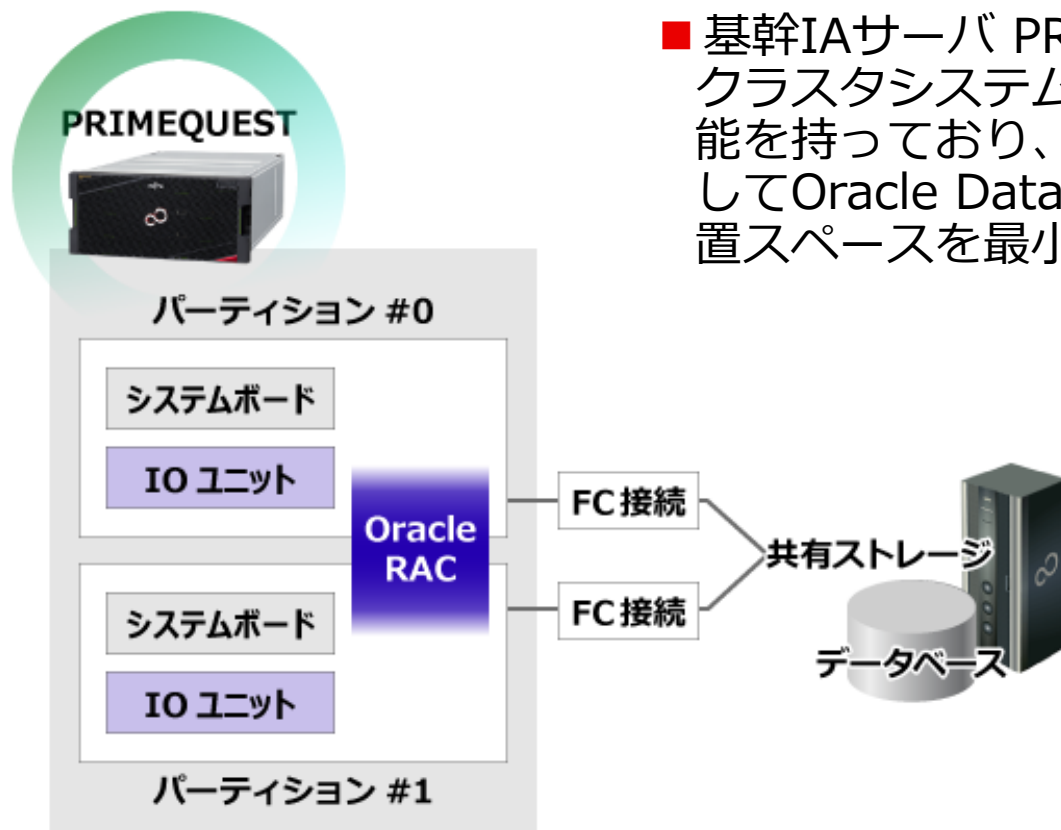 PRIMEQUEST
■ 基幹IAサーバ PR
クラスタシステム
能を持っており、
してOracle Data
置スペースを最小
パーティション #0
システムボード
IO ユニット
Oracle
RAC
システムボード
IO ユニット
パーティション #1
FC 接続
FC 接続
共有ストレージ
データベース